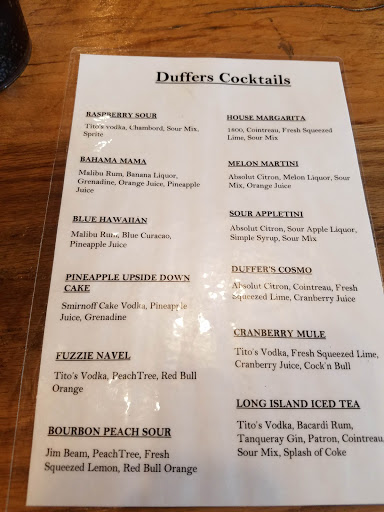 Duffers Cocktails
RASPBERRY SOUR
Tito's vodka, Chambord, Sour Mix,
Sprite
BAHAMA MAMA
Malibu Rum, Banana Liquor,
Grenadine, Orange Juice, Pineapple
Juice
BLUE HAWAIIAN
Malibu Rum, Blue Curacao,
Pineapple Juice
PINEAPPLE UPSIDE DOWN
CAKE
Smirnoff Cake Vodka, Pineapple
Juice, Grenadine
FUZZIE NAVEL
Tito's Vodka, PeachTree, Red Bull
Orange
BOURBON PEACH SOUR
Jim Beam, PeachTree, Fresh
Squeezed Lemon, Red Bull Orange
HOUSE MARGARITA
1800, Cointreau, Fresh Squeezed
Lime, Sour Mix
MELON MARTINI
Absolut Citron, Melon Liquor, Sour
Mix, Orange Juice
SOUR APPLETINI
Absolut Citron, Sour Apple Liquor,
Simple Syrup, Sour Mix
DUFFER'S COSMO
Absolut Citron, Cointreau, Fresh
Squeezed Lime, Cranberry Juice
CRANBERRY MULE
Tito's Vodka, Fresh Squeezed Lime,
Cranberry Juice, Cock'n Bull
LONG ISLAND ICED TEA
Tito's Vodka, Bacardi Rum,
Tanqueray Gin, Patron, Cointreau,
Sour Mix, Splash of Coke